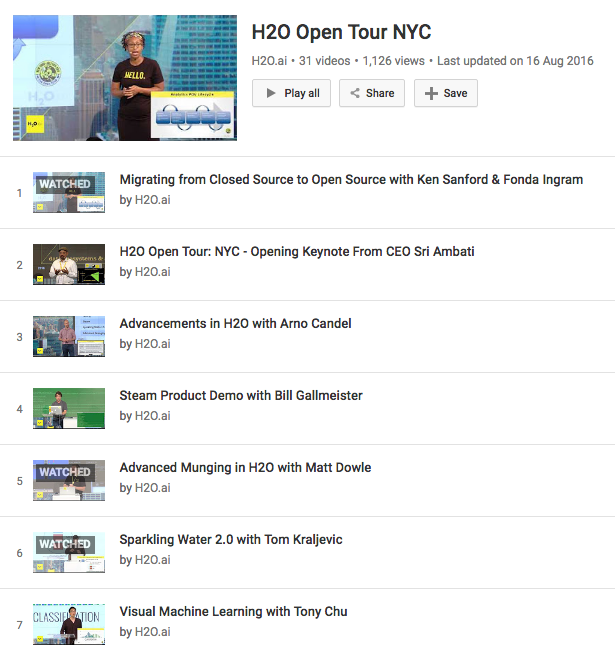 H2O Open Tour NYC
H2O.ai • 31 videos • 1,126 views • Last updated on 16 Aug 2016
Play all
Share
Save
HELLO.
H2O
1
WATCHED
Migrating from Closed Source to Open Source with Ken Sanford & Fonda Ingram
by H2O.ai
2
H2O Open Tour: NYC - Opening Keynote From CEO Sri Ambati
by H2O.ai
3
Advancements in H2O with Arno Candel
by H2O.ai
4
Steam Product Demo with Bill Gallmeister
by H2O.ai
5
WATCHED
Advanced Munging in H2O with Matt Dowle
by H2O.ai
6
WATCHED
Sparkling Water 2.0 with Tom Kraljevic
by H2O.ai
7
Visual Machine Learning with Tony Chu
by H2O.ai